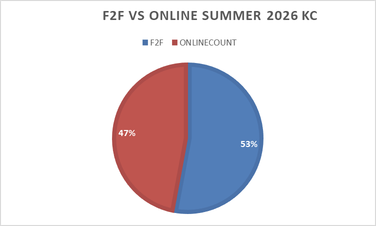 F2F VS ONLINE SUMMER 2026 KC
F2F ONLINECOUNT
47%
53%